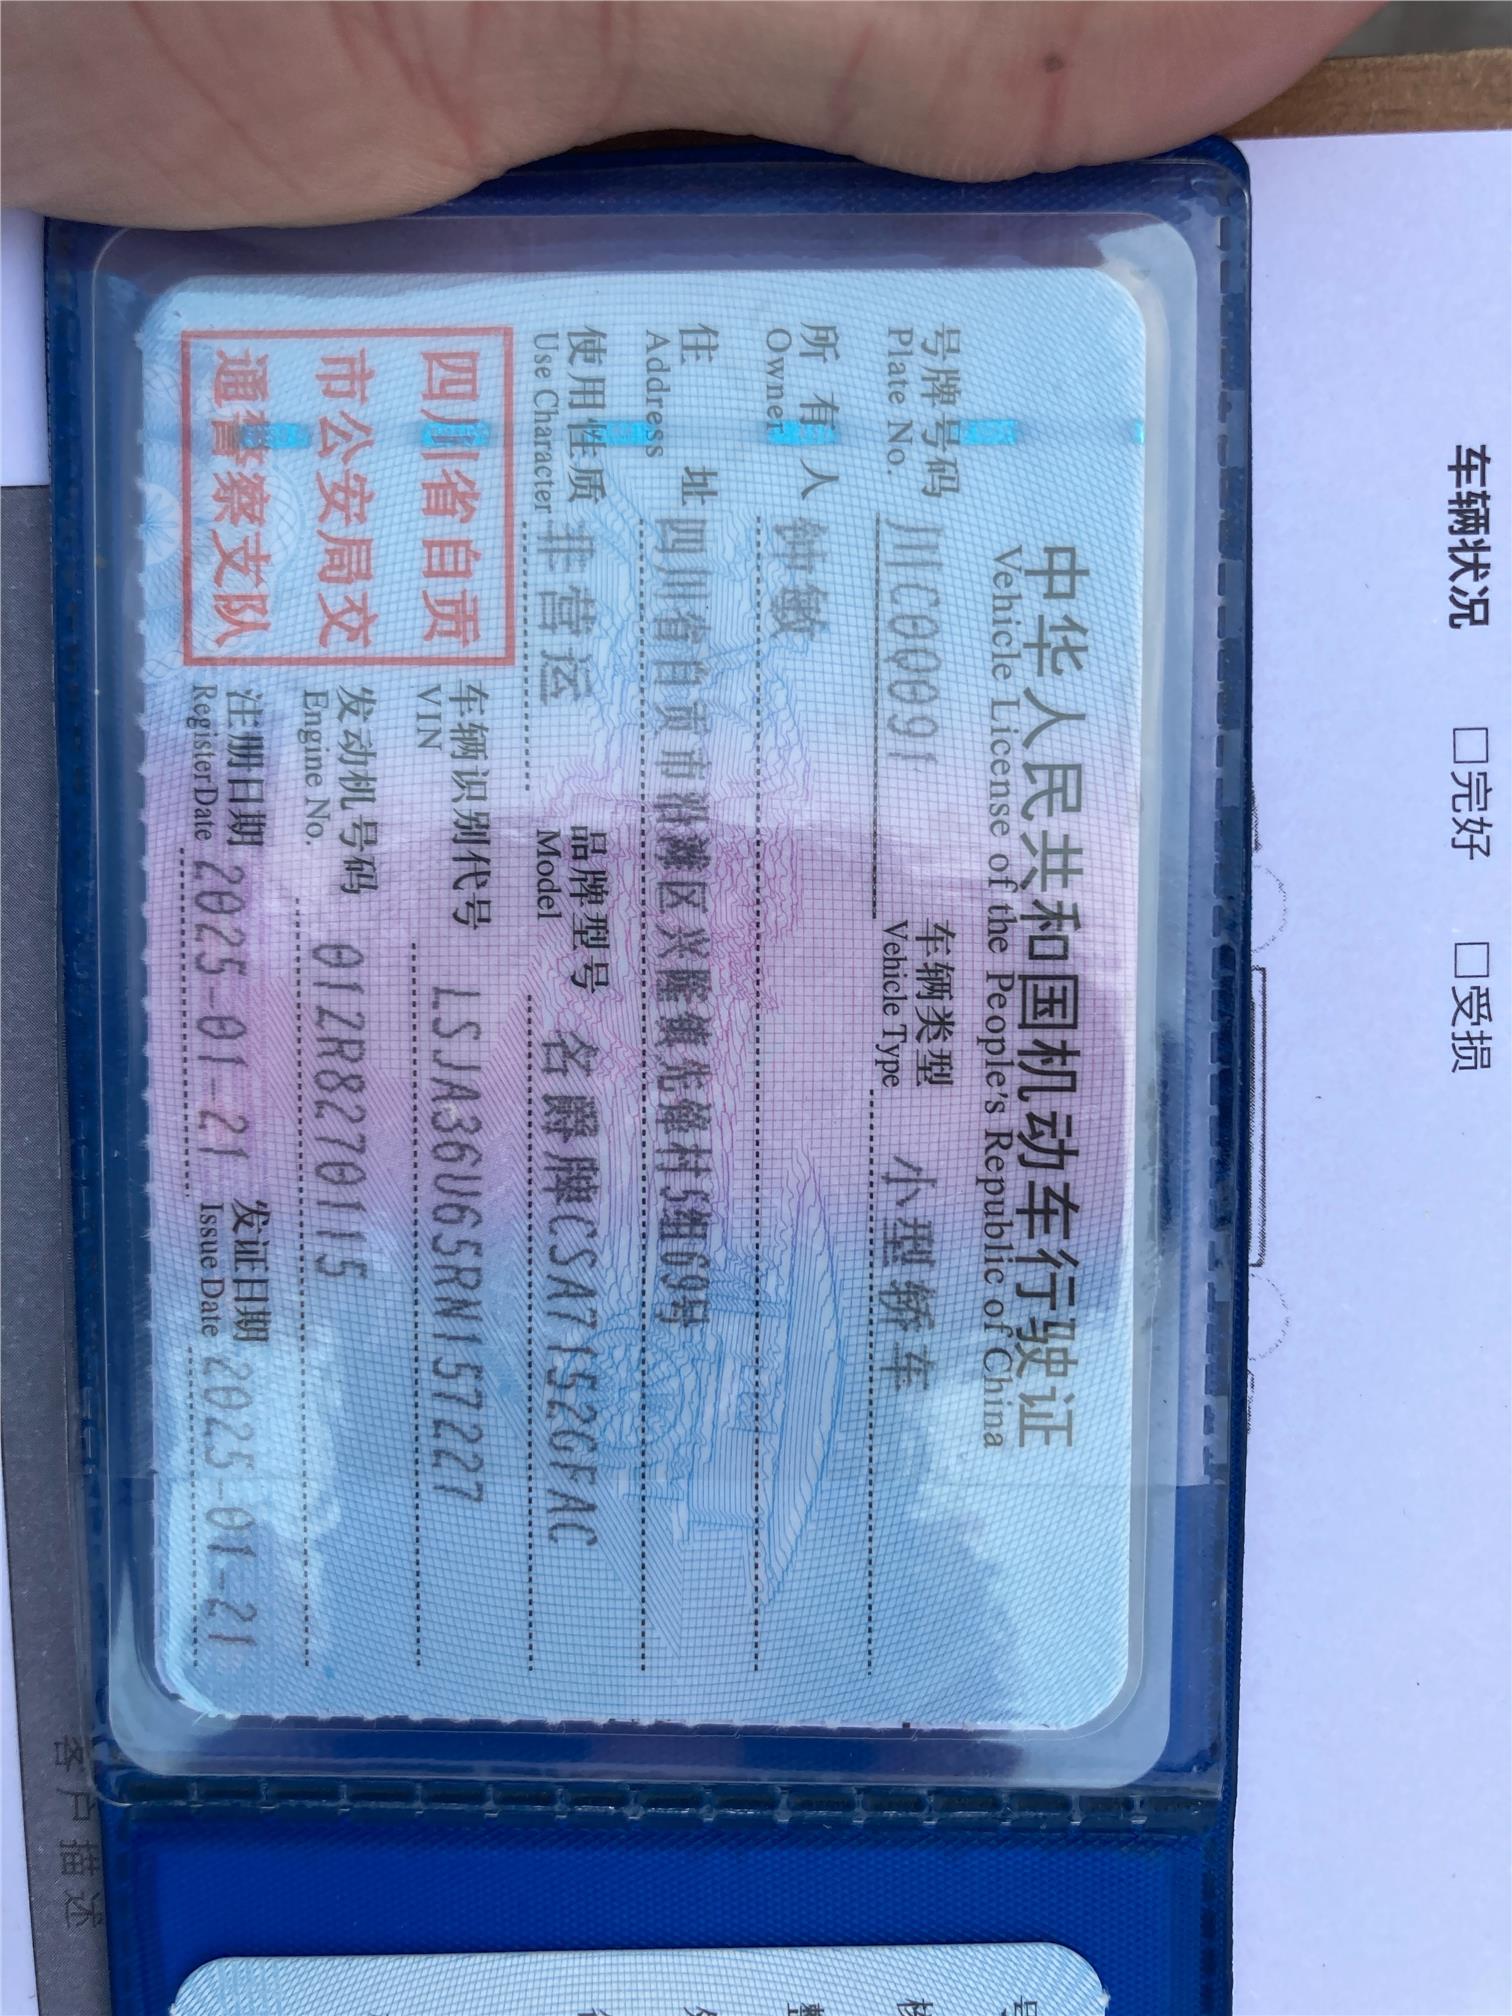 中华人民共和国机动车行驶证
Vehicle License of the People's Republic of China
号牌号码 川CQQ091 车辆类型 小型轿车
Plate No. Vehicle Type
所有人 钟敏
Owner
住址 四川省自贡市沿滩区兴隆镇先锋村5组69号
Address
使用性质 非营运 品牌型号 名爵牌CSA7152GFAC
Use Character Model
四川省自贡
市公安局交
通警察支队
车辆识别代号 LSJA36U65RN157227
VIN
发动机号码 01ZR8270115
Engine No.
注册日期 2025-01-21 发证日期 2025-01-21
Register Date Issue Date
车辆状况 □完好 □受损
客户描述